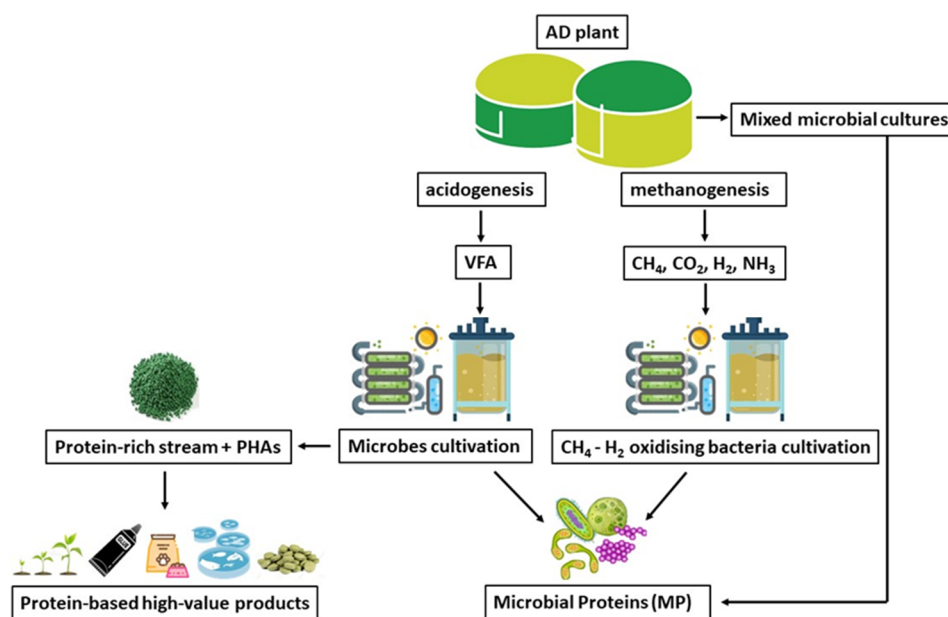 AD plant
Mixed microbial cultures
acidogenesis
methanogenesis
VFA
CH₄, CO₂, H₂, NH₃
Protein-rich stream + PHAs
Microbes cultivation
CH₄ - H₂ oxidising bacteria cultivation
Protein-based high-value products
Microbial Proteins (MP)